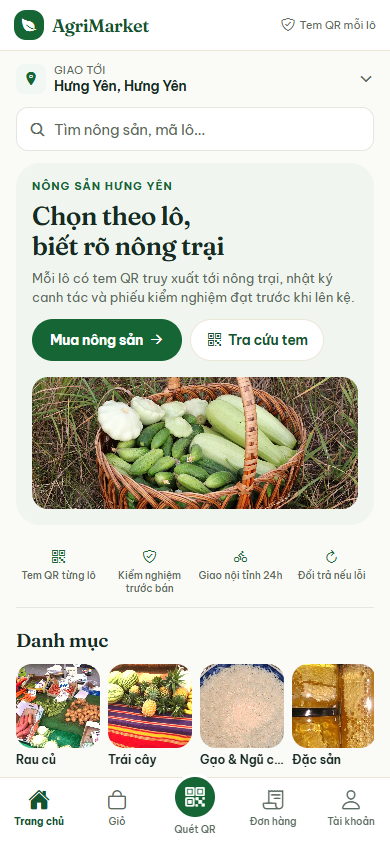 AgriMarket
Tem QR mỗi lô
GIAO TỚI
Hưng Yên, Hưng Yên
Tìm nông sản, mã lô...
NÔNG SẢN HƯNG YÊN
Chọn theo lô,
biết rõ nông trại
Mỗi lô có tem QR truy xuất tới nông trại, nhật ký
canh tác và phiếu kiểm nghiệm đạt trước khi lên kệ.
Mua nông sản →
Tra cứu tem
Tem QR từng lô
Kiểm nghiệm
trước bán
Giao nội tỉnh 24h
Đổi trả nếu lỗi
Danh mục
Rau củ
Trái cây
Gạo & Ngũ c...
Đặc sản
Trang chủ
Giỏ
Quét QR
Đơn hàng
Tài khoản